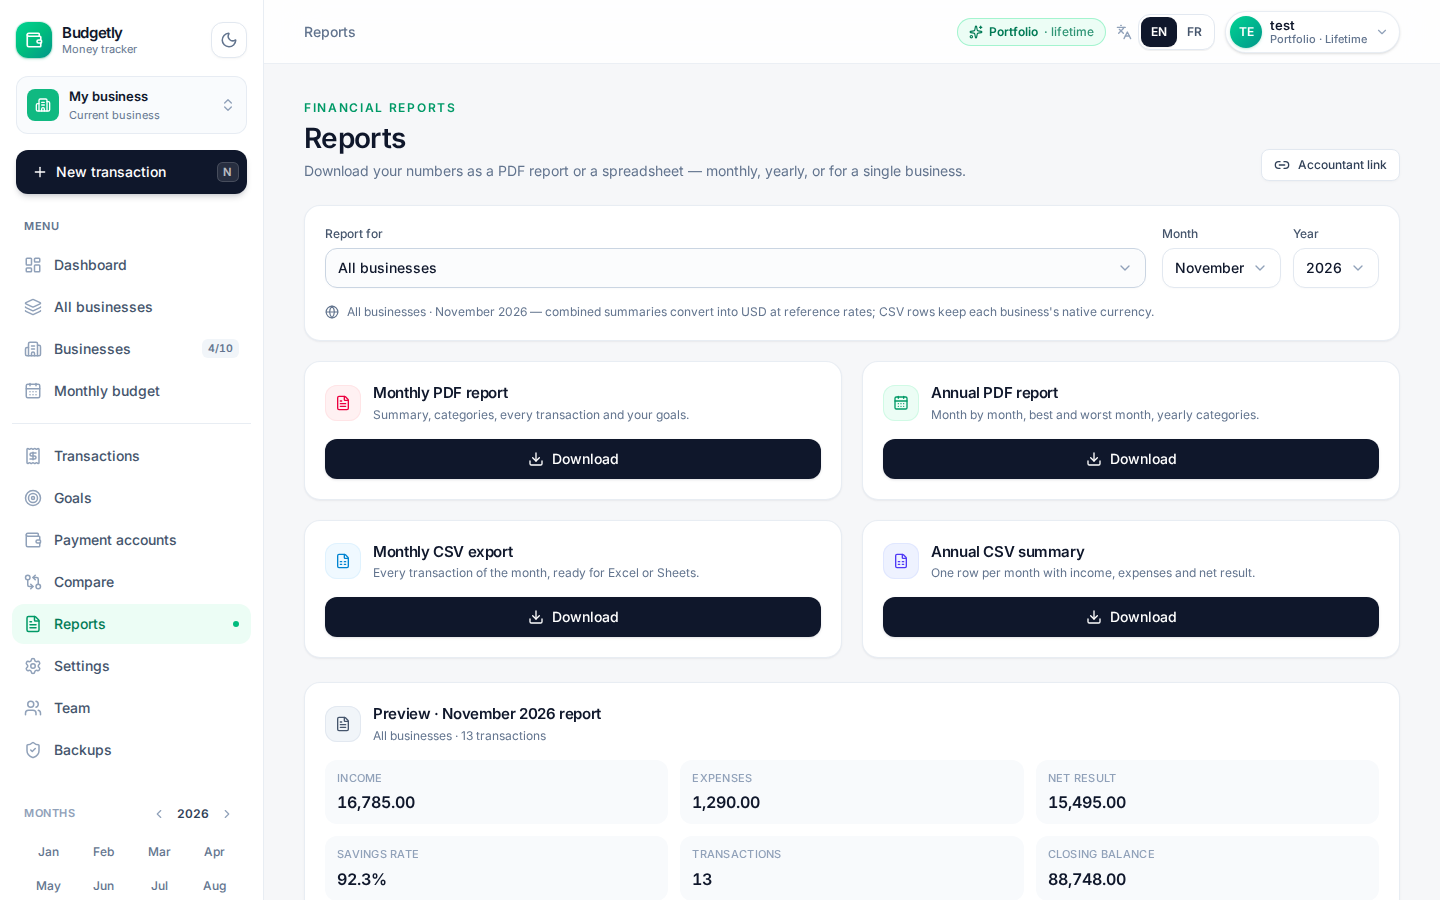 Budgetly
Money tracker
My business
Current business
New transaction N
MENU
Dashboard
All businesses
Businesses 4/10
Monthly budget
Transactions
Goals
Payment accounts
Compare
Reports
Settings
Team
Backups
MONTHS 2026
Jan Feb Mar Apr
May Jun Jul Aug
Reports
Portfolio · lifetime
EN FR
TE
test
Portfolio · Lifetime
FINANCIAL REPORTS
Reports
Download your numbers as a PDF report or a spreadsheet — monthly, yearly, or for a single business.
Accountant link
Report for Month Year
All businesses November 2026
All businesses · November 2026 — combined summaries convert into USD at reference rates; CSV rows keep each business's native currency.
Monthly PDF report
Summary, categories, every transaction and your goals.
Download
Annual PDF report
Month by month, best and worst month, yearly categories.
Download
Monthly CSV export
Every transaction of the month, ready for Excel or Sheets.
Download
Annual CSV summary
One row per month with income, expenses and net result.
Download
Preview · November 2026 report
All businesses · 13 transactions
INCOME
16,785.00
EXPENSES
1,290.00
NET RESULT
15,495.00
SAVINGS RATE
92.3%
TRANSACTIONS
13
CLOSING BALANCE
88,748.00